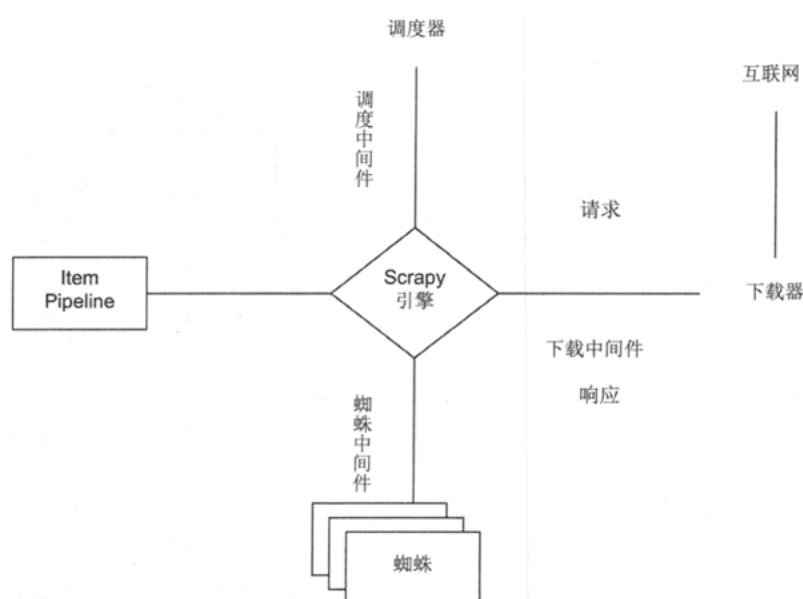 调度器
互联网
调度中间件
请求
Item
Pipeline
Scrapy
引擎
下载器
下载中间件
响应
蜘蛛中间件
蜘蛛